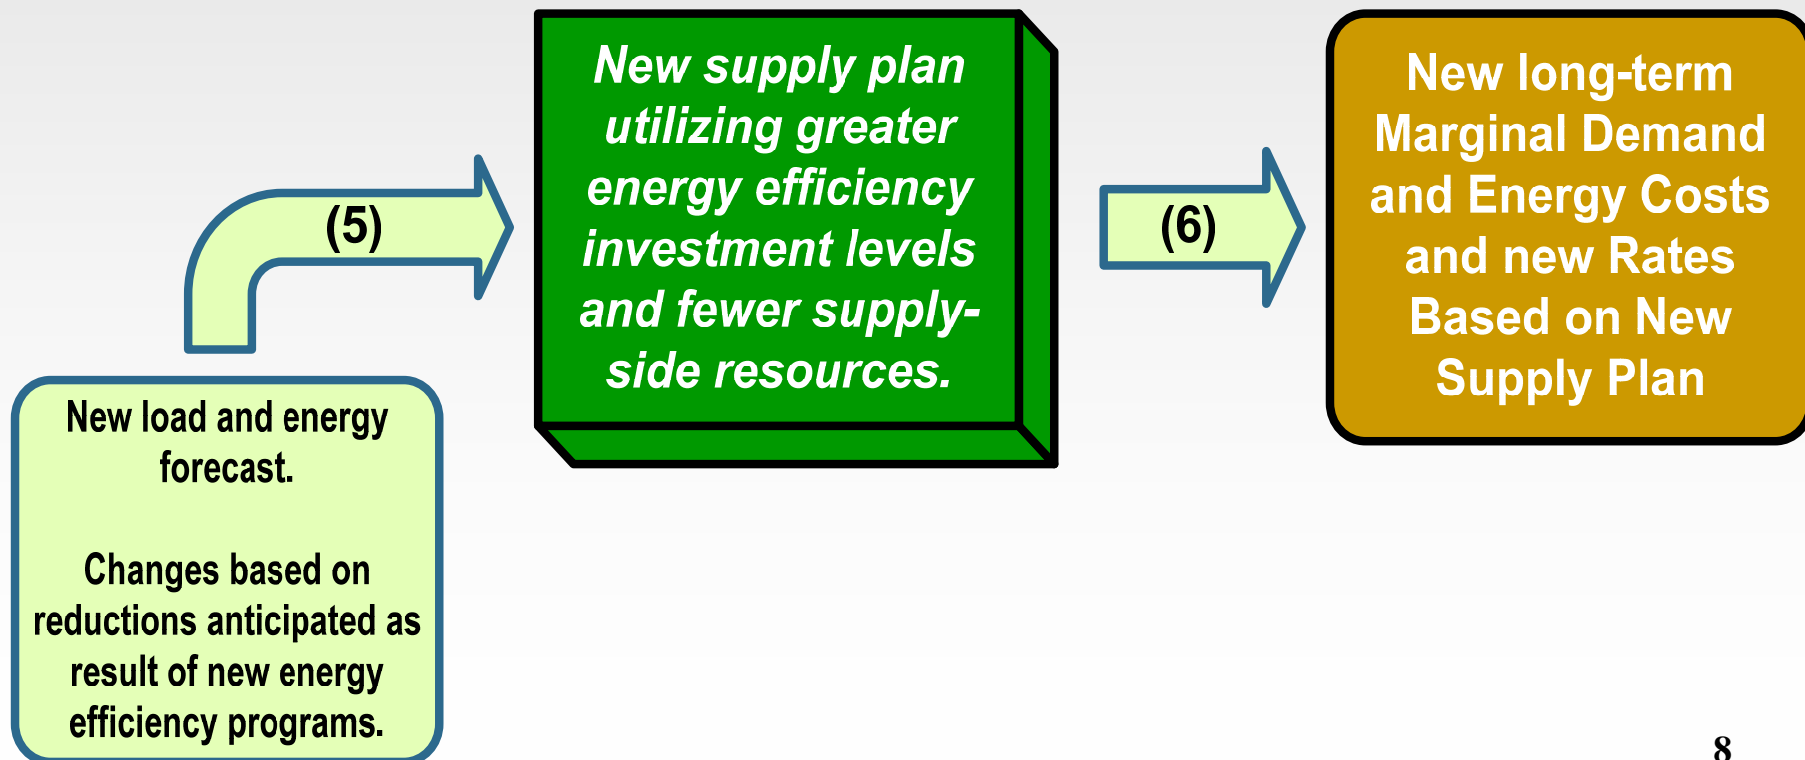 New load and energy
forecast.
Changes based on
reductions anticipated as
result of new energy
efficiency programs.
(5)
New supply plan
utilizing greater
energy efficiency
investment levels
and fewer supply-
side resources.
(6)
New long-term
Marginal Demand
and Energy Costs
and new Rates
Based on New
Supply Plan
8